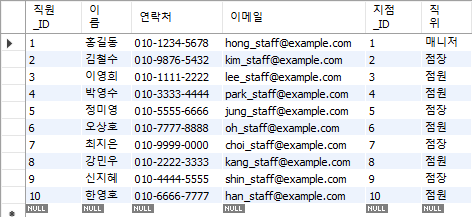 직원_ID 이름 연락처 이메일 지점_ID 직위
1 홍길동 010-1234-5678 hong_staff@example.com 1 매니저
2 김철수 010-9876-5432 kim_staff@example.com 2 점장
3 이영희 010-1111-2222 lee_staff@example.com 3 점원
4 박영수 010-3333-4444 park_staff@example.com 4 점원
5 정미영 010-5555-6666 jung_staff@example.com 5 점장
6 오상호 010-7777-8888 oh_staff@example.com 6 점원
7 최지은 010-9999-0000 choi_staff@example.com 7 점장
8 강민우 010-2222-3333 kang_staff@example.com 8 점원
9 신지혜 010-4444-5555 shin_staff@example.com 9 점장
10 한영호 010-6666-7777 han_staff@example.com 10 점원
NULL NULL NULL NULL NULL NULL